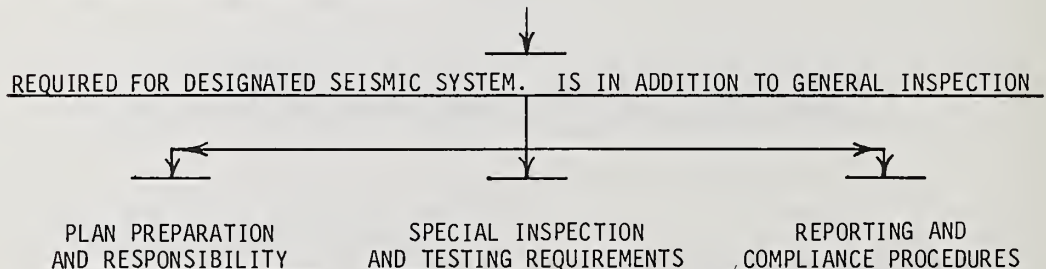 REQUIRED FOR DESIGNATED SEISMIC SYSTEM. IS IN ADDITION TO GENERAL INSPECTION
PLAN PREPARATION
AND RESPONSIBILITY
SPECIAL INSPECTION
AND TESTING REQUIREMENTS
REPORTING AND
COMPLIANCE PROCEDURES